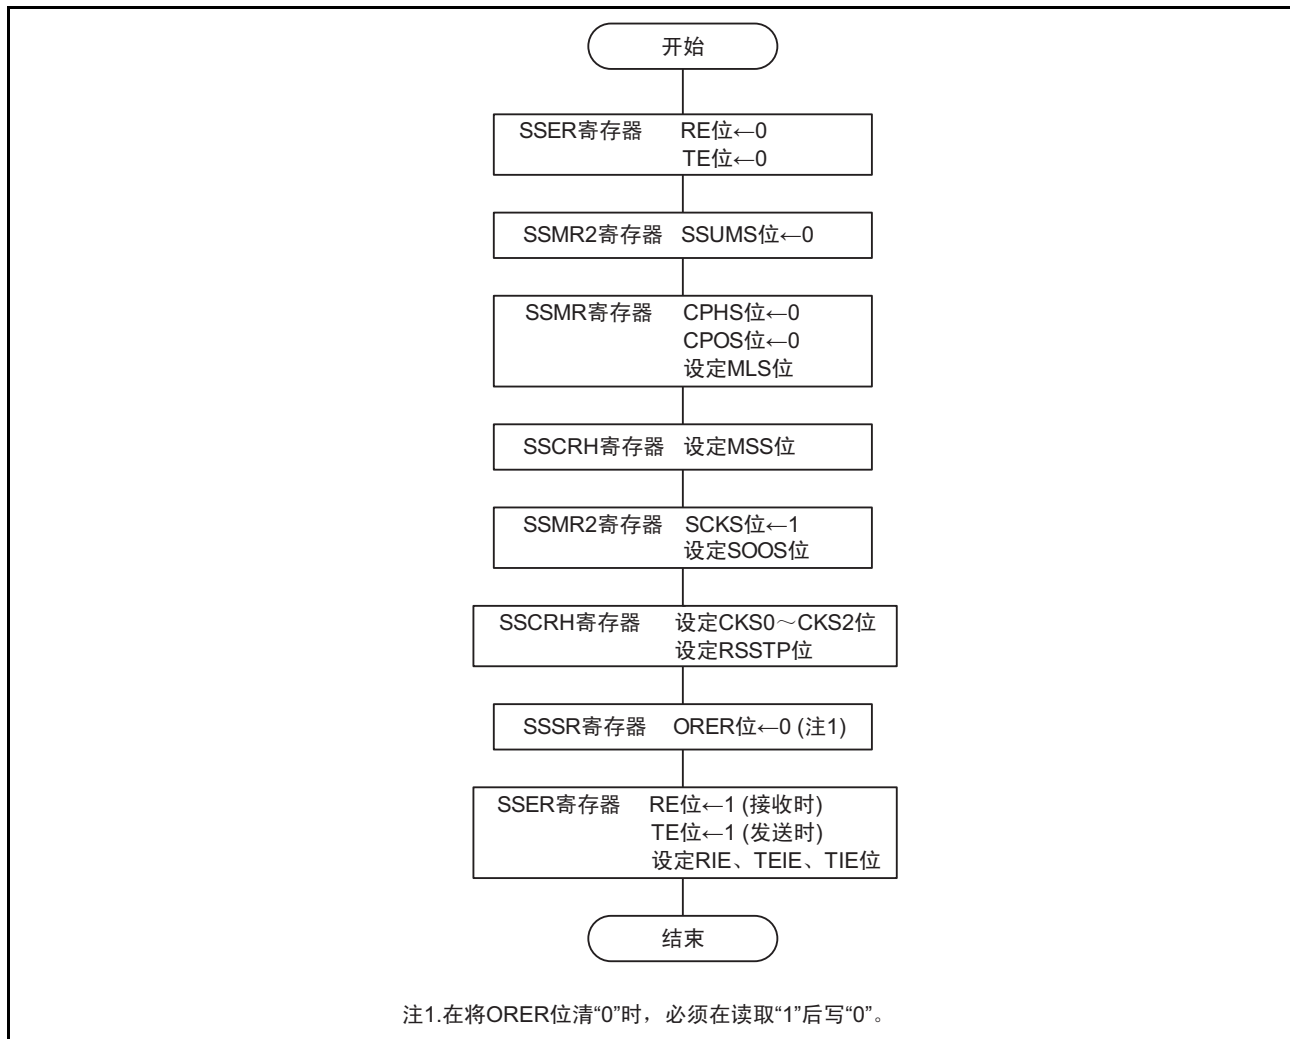 开始
SSER寄存器 RE位←0
TE位←0
SSMR2寄存器 SSUMS位←0
SSMR寄存器 CPHS位←0
CPOS位←0
设定MLS位
SSCRH寄存器 设定MSS位
SSMR2寄存器 SCKS位←1
设定SOOS位
SSCRH寄存器 设定CKS0～CKS2位
设定RSSTP位
SSSR寄存器 ORER位←0 (注1)
SSER寄存器 RE位←1 (接收时)
TE位←1 (发送时)
设定RIE、TEIE、TIE位
结束
注1.在将ORER位清“0”时，必须在读取“1”后写“0”。